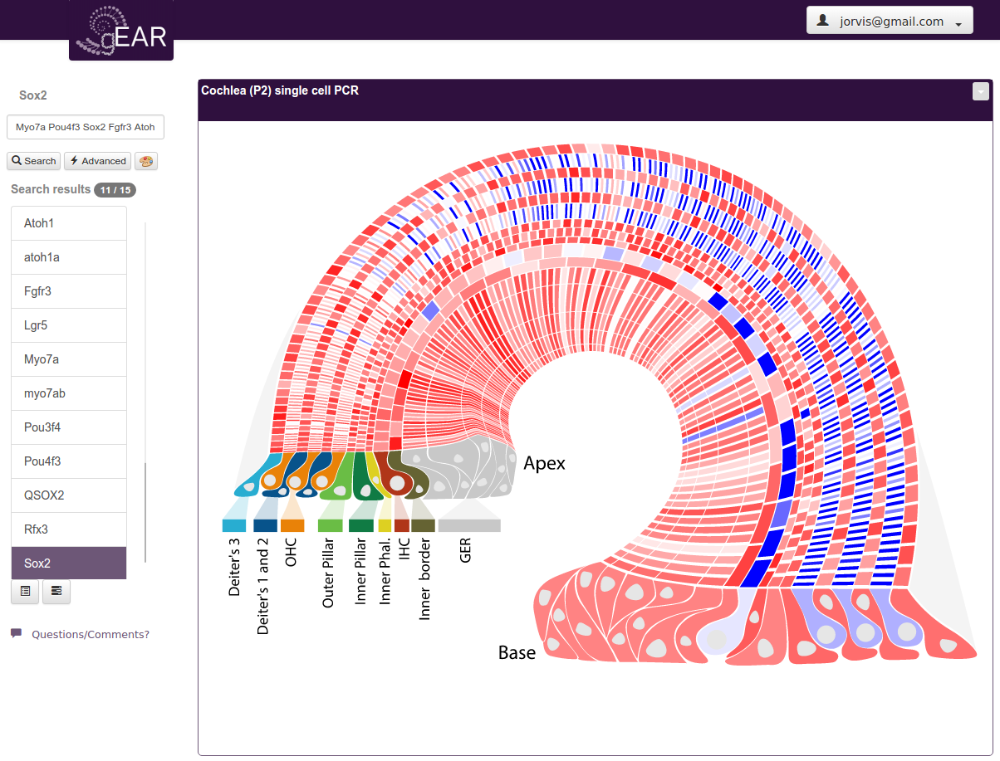 gEAR
jorvis@gmail.com
Sox2
Myo7a Pou4f3 Sox2 Fgfr3 Atoh
Search
Advanced
Search results 11 / 15
Atoh1
atoh1a
Fgfr3
Lgr5
Myo7a
myo7ab
Pou3f4
Pou4f3
QSOX2
Rfx3
Sox2
Questions/Comments?
Cochlea (P2) single cell PCR
Apex
Deiter's 3
Deiter's 1 and 2
OHC
Outer Pillar
Inner Pillar
Inner Phal.
IHC
Inner border
GER
Base